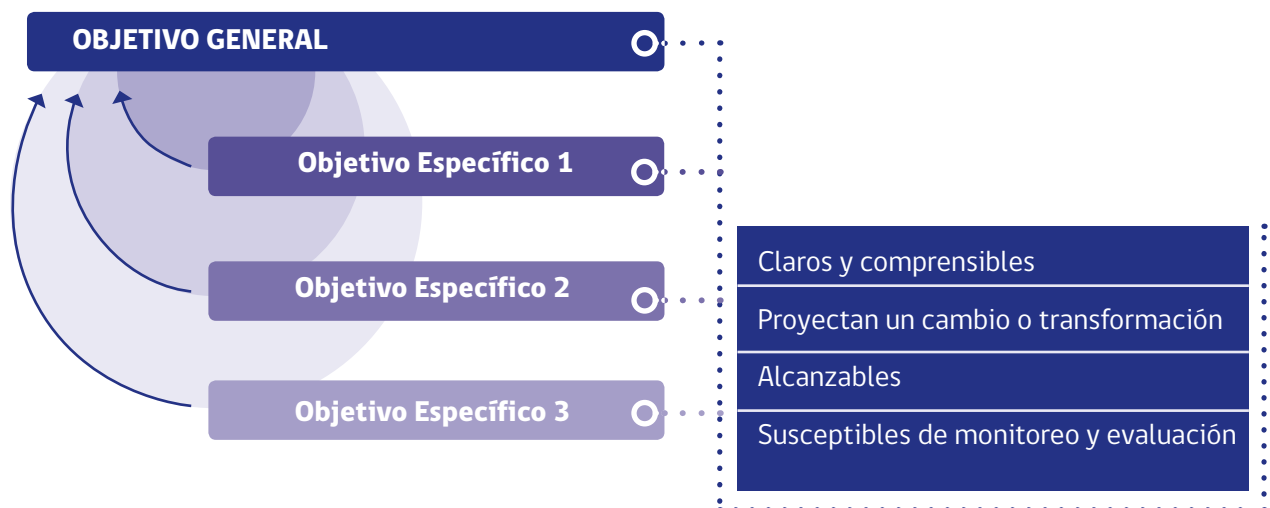 OBJETIVO GENERAL
Objetivo Específico 1
Objetivo Específico 2
Objetivo Específico 3
Claros y comprensibles
Proyectan un cambio o transformación
Alcanzables
Susceptibles de monitoreo y evaluación